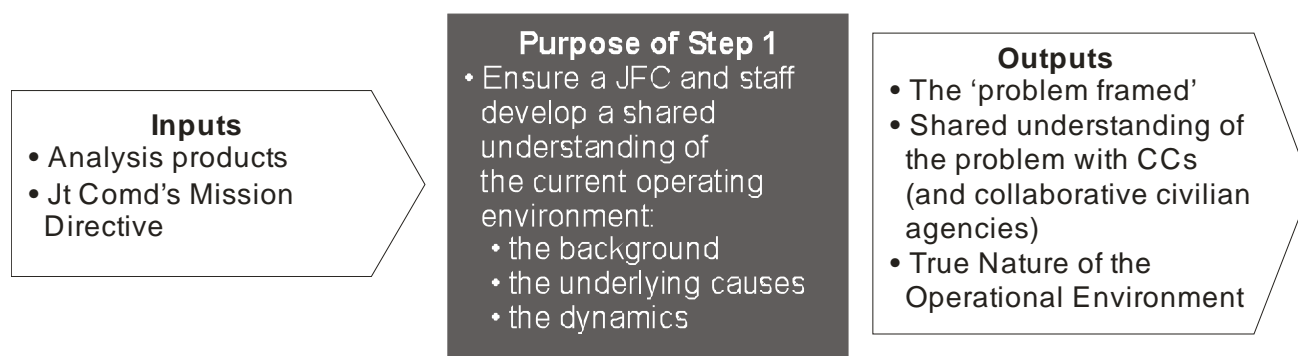 Inputs
• Analysis products
• Jt Comd's Mission
Directive
Purpose of Step 1
• Ensure a JFC and staff
develop a shared
understanding of
the current operating
environment:
• the background
• the underlying causes
• the dynamics
Outputs
• The ‘problem framed’
• Shared understanding of
the problem with CCs
(and collaborative civilian
agencies)
• True Nature of the
Operational Environment